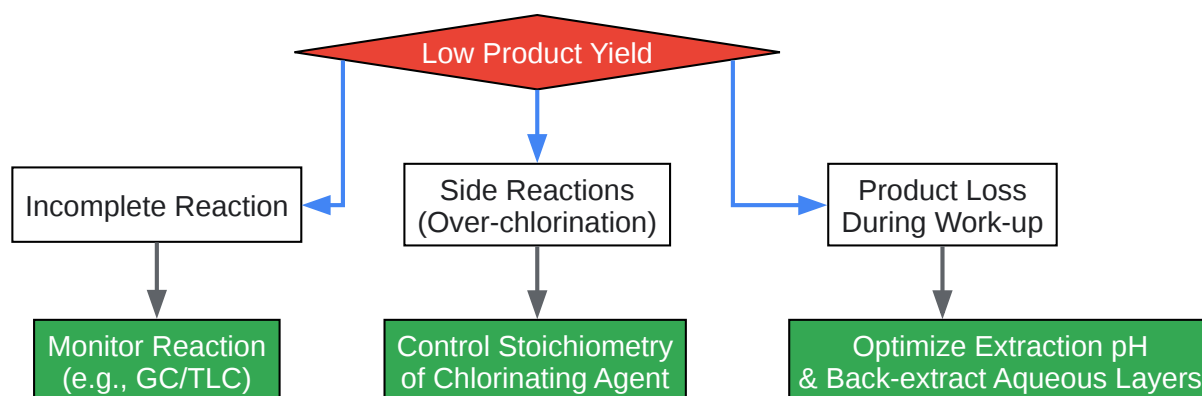 Low Product Yield
Incomplete Reaction
Side Reactions
(Over-chlorination)
Product Loss
During Work-up
Monitor Reaction
(e.g., GC/TLC)
Control Stoichiometry
of Chlorinating Agent
Optimize Extraction pH
& Back-extract Aqueous Layers